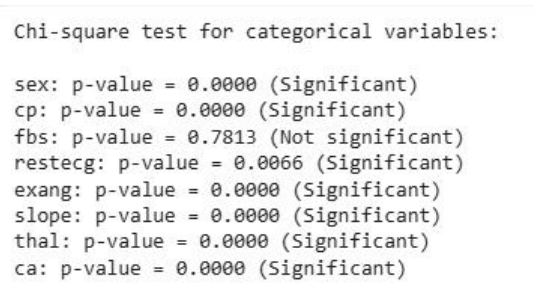 Chi-square test for categorical variables:
sex: p-value = 0.0000 (Significant)
cp: p-value = 0.0000 (Significant)
fbs: p-value = 0.7813 (Not significant)
restecg: p-value = 0.0066 (Significant)
exang: p-value = 0.0000 (Significant)
slope: p-value = 0.0000 (Significant)
thal: p-value = 0.0000 (Significant)
ca: p-value = 0.0000 (Significant)